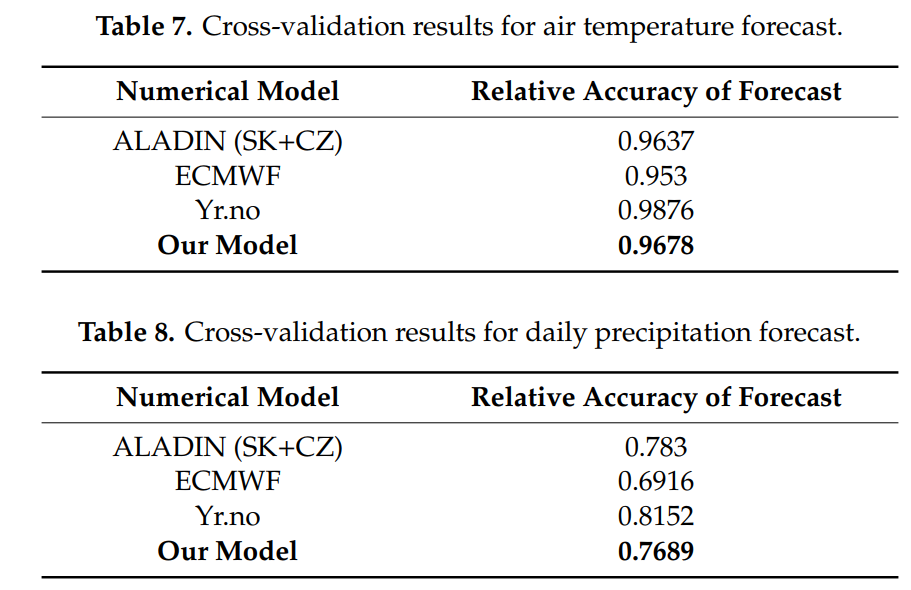 Table 7. Cross-validation results for air temperature forecast.
Numerical Model Relative Accuracy of Forecast
ALADIN (SK+CZ) 0.9637
ECMWF 0.953
Yr.no 0.9876
Our Model 0.9678
Table 8. Cross-validation results for daily precipitation forecast.
Numerical Model Relative Accuracy of Forecast
ALADIN (SK+CZ) 0.783
ECMWF 0.6916
Yr.no 0.8152
Our Model 0.7689